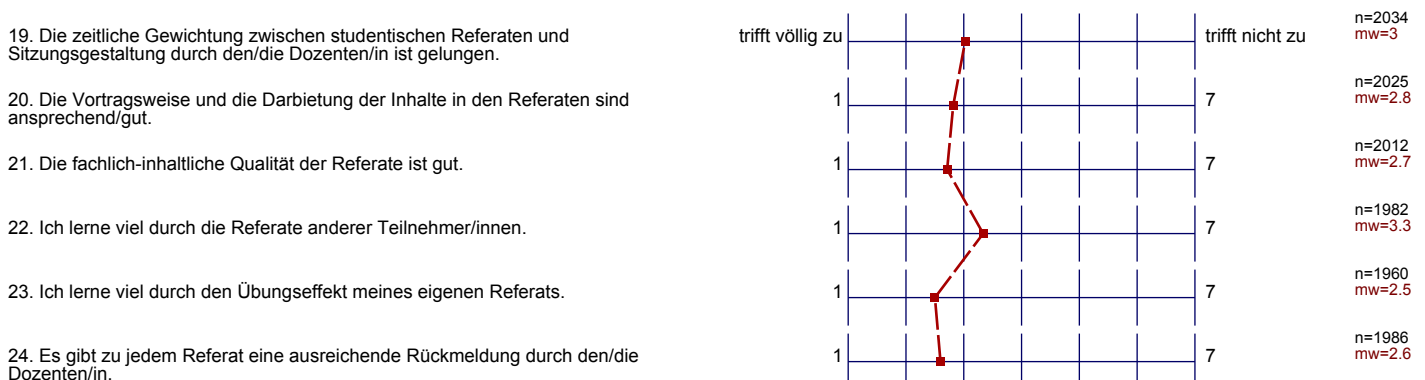 19. Die zeitliche Gewichtung zwischen studentischen Referaten und
Sitzungsgestaltung durch den/die Dozenten/in ist gelungen.
trifft völlig zu
trifft nicht zu
n=2034
mw=3
20. Die Vortragsweise und die Darbietung der Inhalte in den Referaten sind
ansprechend/gut.
1
7
n=2025
mw=2.8
21. Die fachlich-inhaltliche Qualität der Referate ist gut.
1
7
n=2012
mw=2.7
22. Ich lerne viel durch die Referate anderer Teilnehmer/innen.
1
7
n=1982
mw=3.3
23. Ich lerne viel durch den Übungseffekt meines eigenen Referats.
1
7
n=1960
mw=2.5
24. Es gibt zu jedem Referat eine ausreichende Rückmeldung durch den/die
Dozenten/in.
1
7
n=1986
mw=2.6